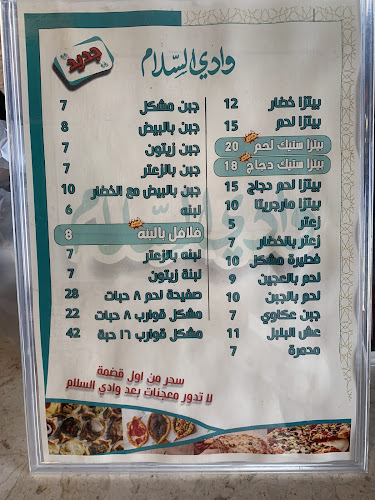 جديد
وادي السلام
بيتزا خضار 12
بيتزا لحم 15
بيتزا ستيك لحم 20
بيتزا ستيك دجاج 18
بيتزا لحم دجاج 15
بيتزا مارجريتا 10
زعتر 5
زعتر بالخضار 7
فطيرة مشكل 10
لحم بالعجين 9
لحم بالجبن 10
جبن عكاوي 7
عش البلبل 11
محمرة 7
جبن مشكل 7
جبن بالبيض 8
جبن زيتون 7
جبن بالزعتر 7
جبن بالبيض مع الخضار 10
لبنه 6
فلافل بالبنه 8
لبنه بالزعتر 7
لبنة زيتون 7
صفيحة لحم ٨ حبات 28
مشكل قوارب ٨ حبات 22
مشكل قوارب ١٦ حبة 42
سحر من اول قضمة
لا تدور معجنات بعد وادي السلام